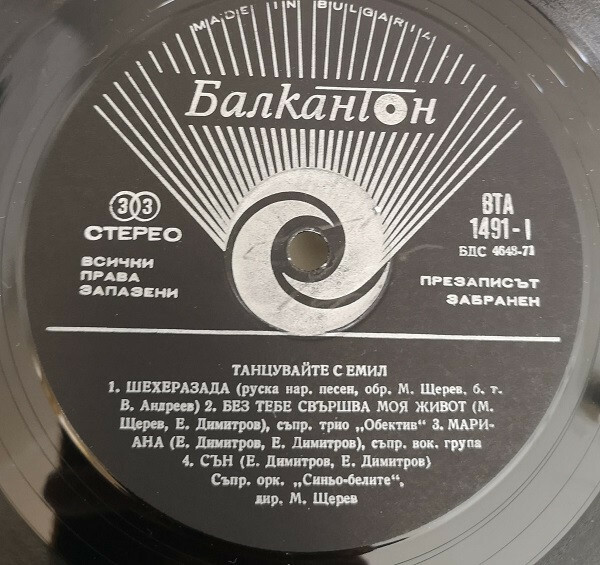 MADE IN BULGARIA
Балкантон
33
СТЕРЕО
ВСИЧКИ
ПРАВА
ЗАПАЗЕНИ
ВТА
1491-I
БДС 4648-73
ПРЕЗАПИСЪТ
ЗАБРАНЕН
ТАНЦУВАЙТЕ С ЕМИЛ
1. ШЕХЕРАЗАДА (руска нар. песен, обр. М. Щерев, б. т.
В. Андреев) 2. БЕЗ ТЕБЕ СВЪРШВА МОЯ ЖИВОТ (М.
Щерев, Е. Димитров), съпр. трио „Обектив“ 3. МАРИ-
АНА (Е. Димитров, Е. Димитров), съпр. вок. група
4. СЪН (Е. Димитров, Е. Димитров)
Съпр. орк. „Синьо-белите“,
дир. М. Щерев